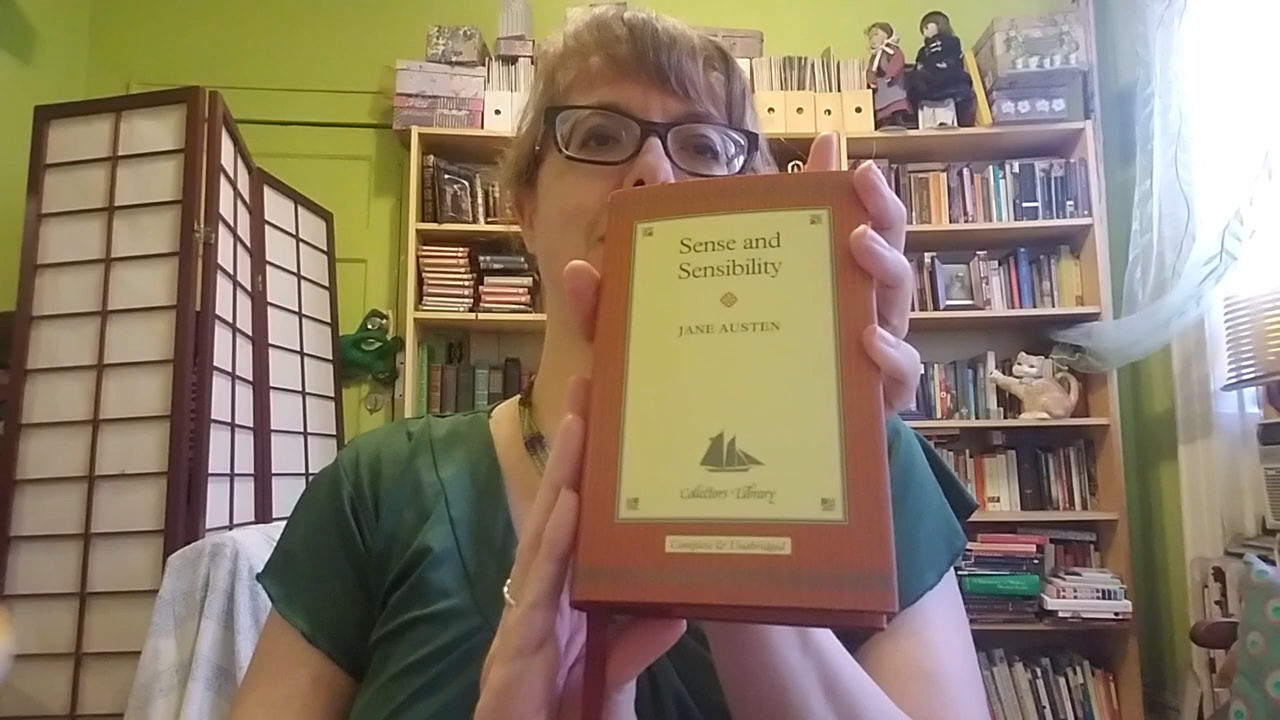 Sense and
Sensibility
JANE AUSTEN
Collectors Library
Complete & Unabridged